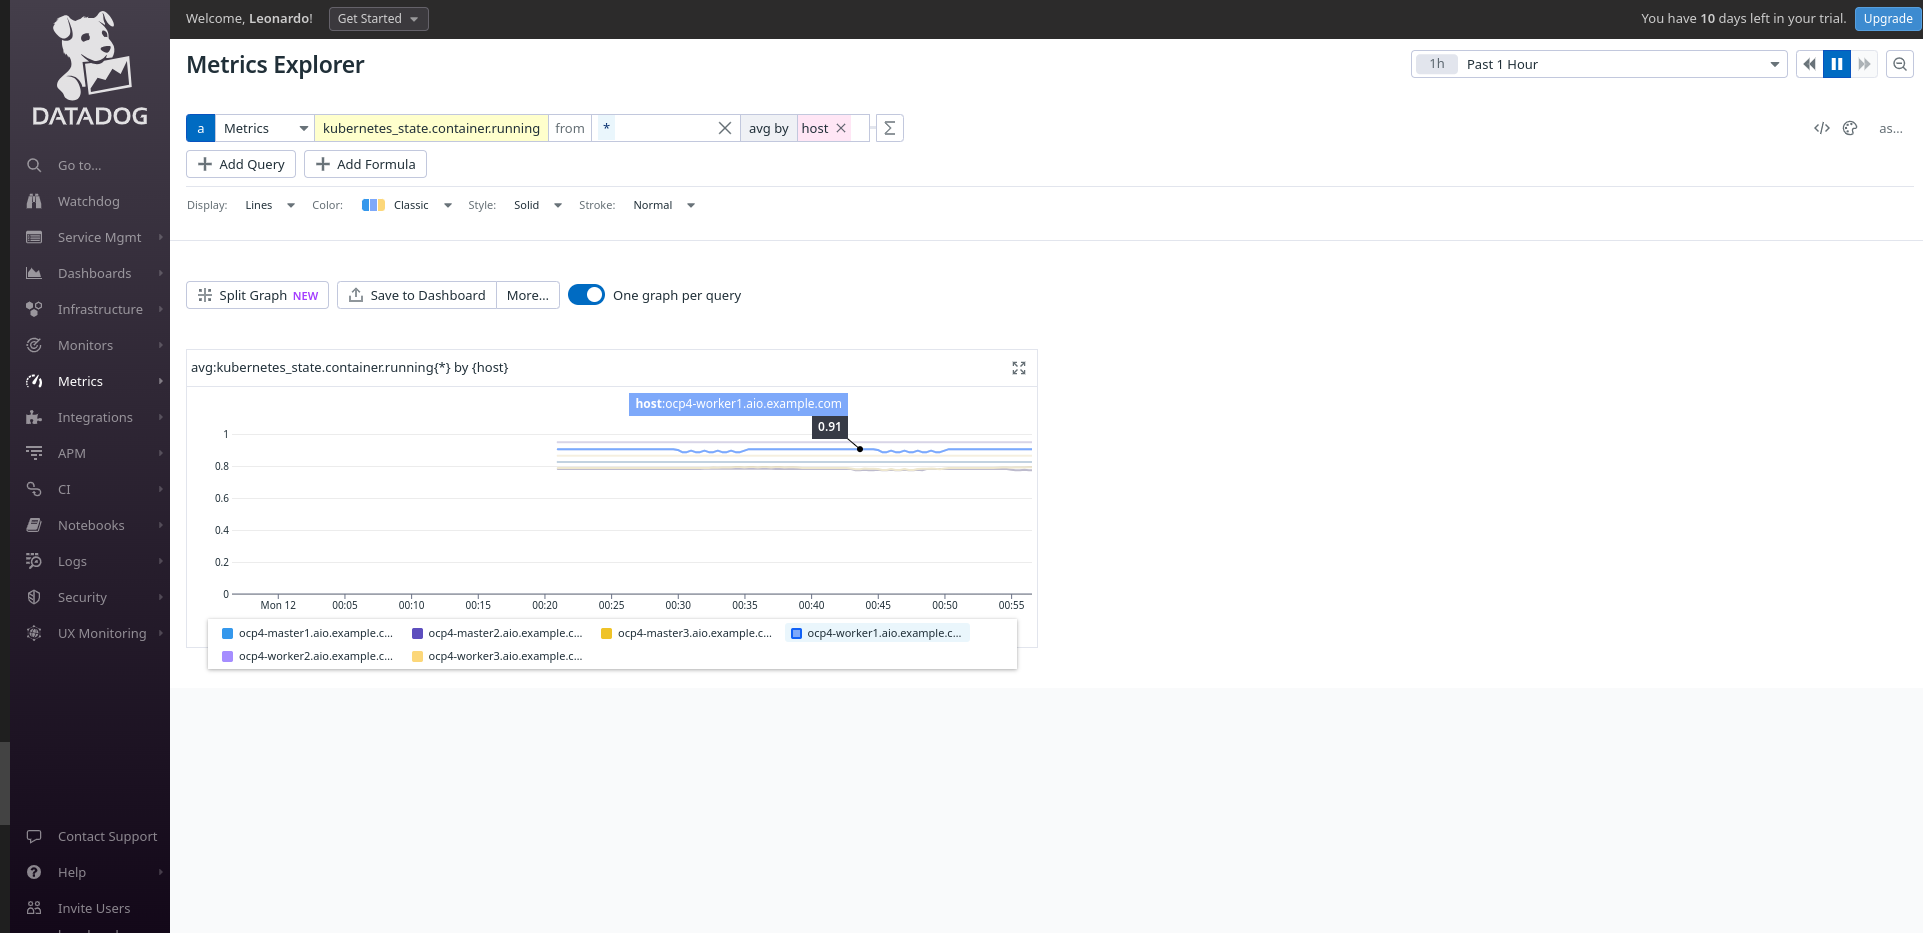 Welcome, Leonardo!
Get Started
You have 10 days left in your trial.
Upgrade
DATADOG
Go to...
Watchdog
Service Mgmt
Dashboards
Infrastructure
Monitors
Metrics
Integrations
APM
CI
Notebooks
Logs
Security
UX Monitoring
Contact Support
Help
Invite Users
Metrics Explorer
1h Past 1 Hour
a Metrics kubernetes_state.container.running from * avg by host Σ
</> as...
Add Query Add Formula
Display: Lines Color: Classic Style: Solid Stroke: Normal
Split Graph NEW Save to Dashboard More... One graph per query
avg:kubernetes_state.container.running{*} by {host}
host:ocp4-worker1.aio.example.com
0.91
1
0.8
0.6
0.4
0.2
0
Mon 12 00:05 00:10 00:15 00:20 00:25 00:30 00:35 00:40 00:45 00:50 00:55
ocp4-master1.aio.example.c... ocp4-master2.aio.example.c... ocp4-master3.aio.example.c... ocp4-worker1.aio.example.c...
ocp4-worker2.aio.example.c... ocp4-worker3.aio.example.c...